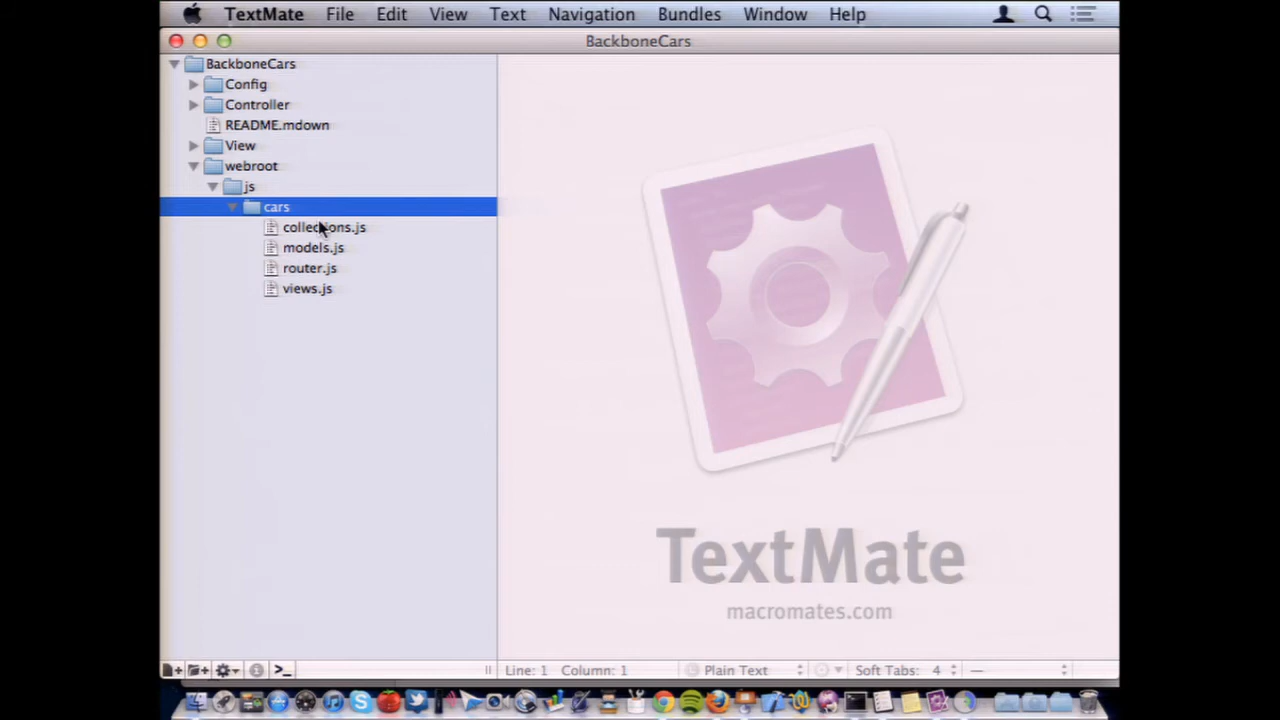 TextMate File Edit View Text Navigation Bundles Window Help
BackboneCars
BackboneCars
Config
Controller
README.mdown
View
webroot
js
cars
collections.js
models.js
router.js
views.js
TextMate
macromates.com
Line: 1 Column: 1 Plain Text Soft Tabs: 4 —